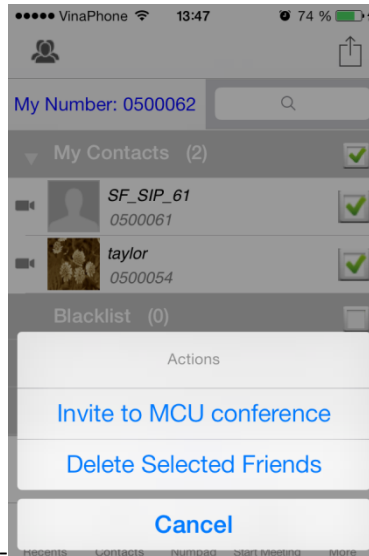 VinaPhone 13:47 74 %
My Number: 0500062
My Contacts (2)
SF_SIP_61
0500061
taylor
0500054
Blacklist (0)
Actions
Invite to MCU conference
Delete Selected Friends
Cancel
Recents Contacts Numpad Start Meeting More